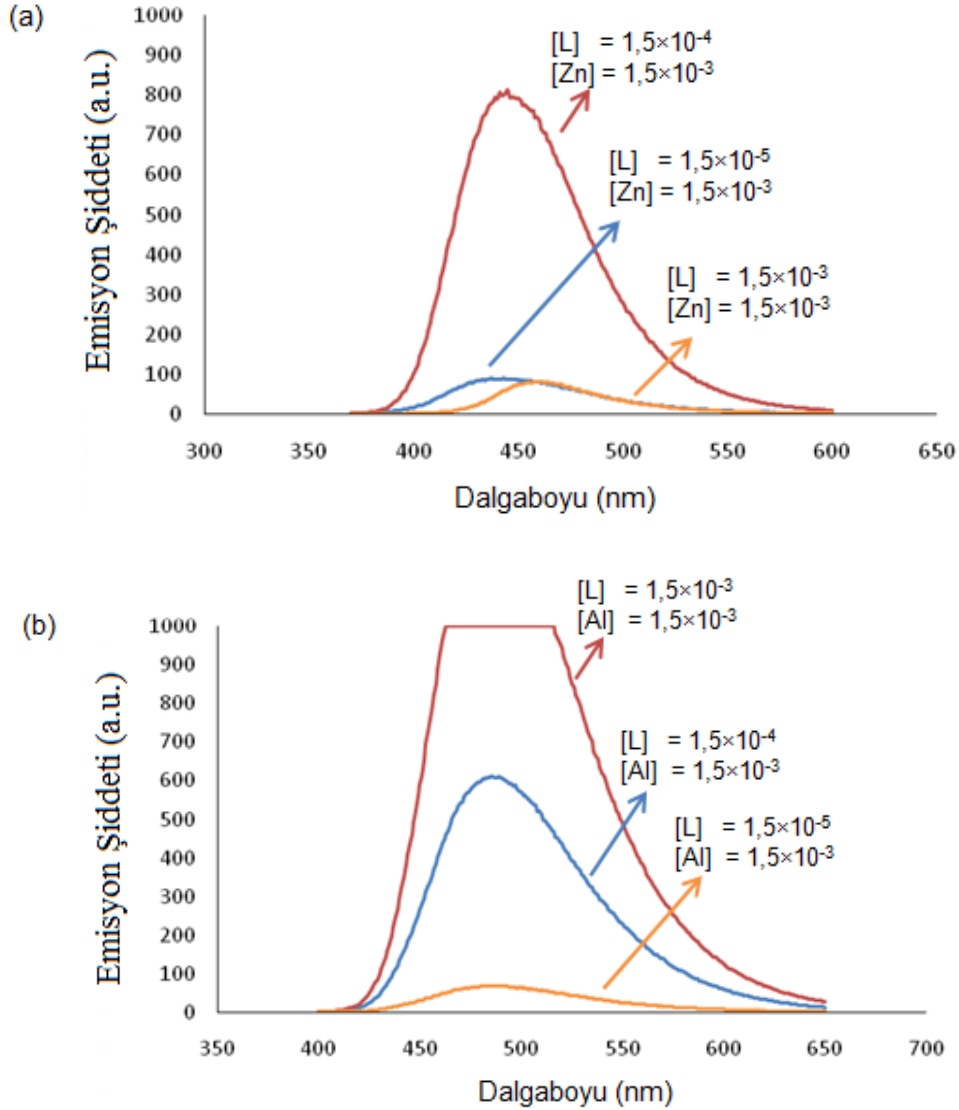 (a)
Emisyon Şiddeti (a.u.)
1000
900
800
700
600
500
400
300
200
100
0
[L] = 1,5×10-4
[Zn] = 1,5×10-3
[L] = 1,5×10-5
[Zn] = 1,5×10-3
[L] = 1,5×10-3
[Zn] = 1,5×10-3
300 350 400 450 500 550 600 650
Dalgaboyu (nm)
(b)
Emisyon Şiddeti (a.u.)
1000
900
800
700
600
500
400
300
200
100
0
[L] = 1,5×10-3
[Al] = 1,5×10-3
[L] = 1,5×10-4
[Al] = 1,5×10-3
[L] = 1,5×10-5
[Al] = 1,5×10-3
350 400 450 500 550 600 650 700
Dalgaboyu (nm)